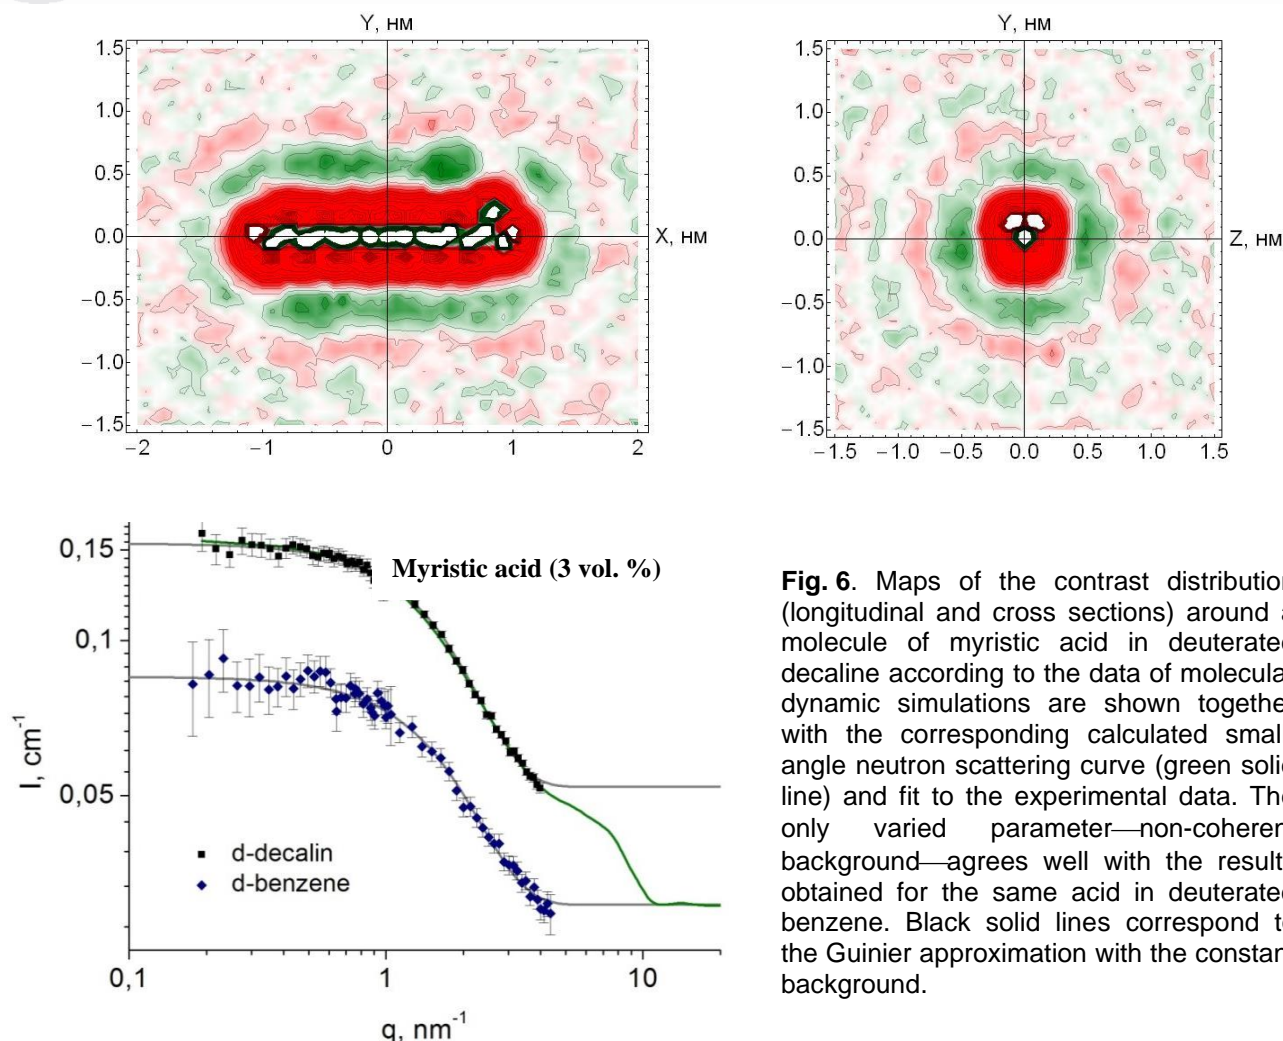 Y, нм
1.5
1.0
0.5
0.0
−0.5
−1.0
−1.5
−2
−1
0
1
2
X, нм
Y, нм
1.5
1.0
0.5
0.0
−0.5
−1.0
−1.5
−1.5 −1.0 −0.5 0.0 0.5 1.0 1.5
Z, нм
Myristic acid (3 vol. %)
0,15
0,1
0,05
I, cm-1
d-decalin
d-benzene
0,1
1
10
q, nm-1
Fig. 6. Maps of the contrast distribution
(longitudinal and cross sections) around
molecule of myristic acid in deuterated
decaline according to the data of molecula
dynamic simulations are shown together
with the corresponding calculated small
angle neutron scattering curve (green solid
line) and fit to the experimental data. The
only varied parameter—non-coherent
background—agrees well with the results
obtained for the same acid in deuterated
benzene. Black solid lines correspond to
the Guinier approximation with the constant
background.